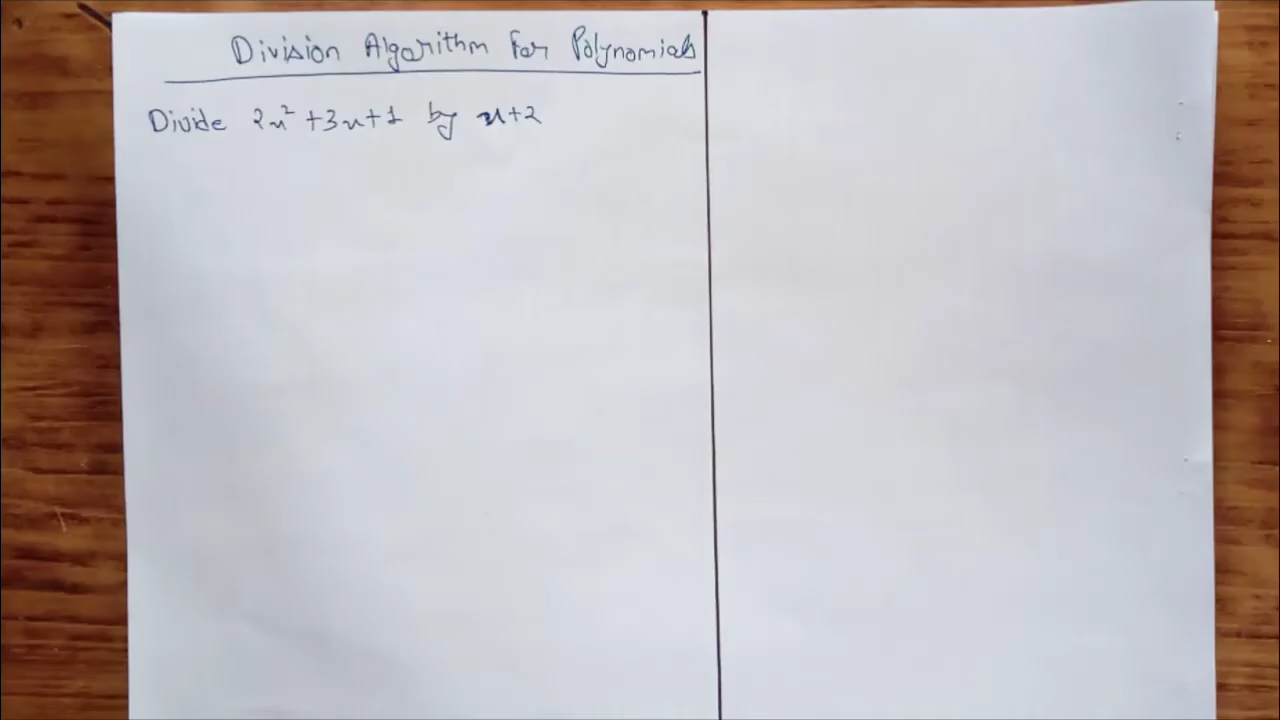 Division Algorithm For Polynomials
Divide 2x² +3x+1 by x+2